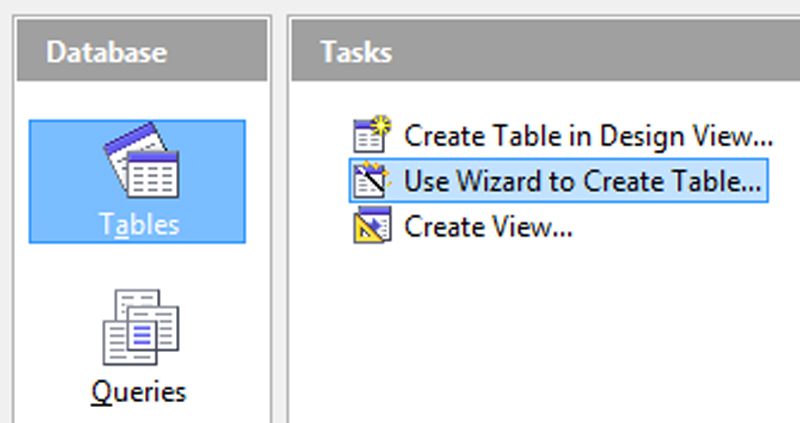 Database
Tables
Queries
Tasks
Create Table in Design View...
Use Wizard to Create Table...
Create View...